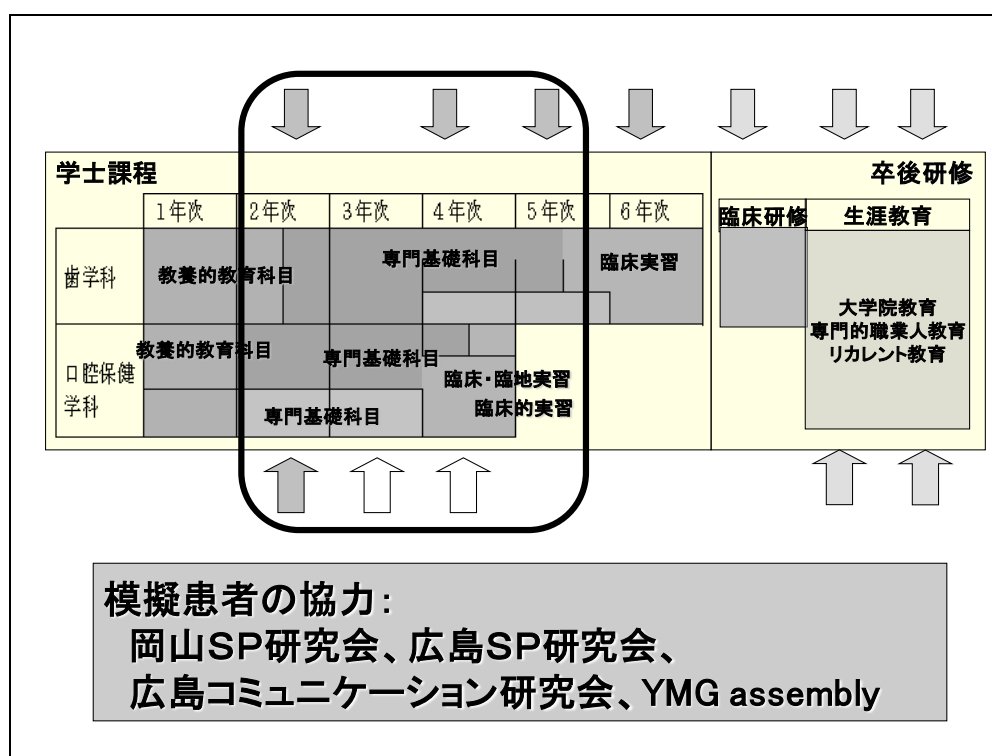 学士課程
卒後研修
1年次 2年次 3年次 4年次 5年次 6年次
臨床研修 生涯教育
歯学科
教養的教育科目
専門基礎科目
臨床実習
大学院教育
専門的職業人教育
リカレント教育
口腔保健
学科
教養的教育科目
専門基礎科目
臨床・臨地実習
臨床的実習
専門基礎科目
模擬患者の協力:
岡山SP研究会、広島SP研究会、
広島コミュニケーション研究会、YMG assembly